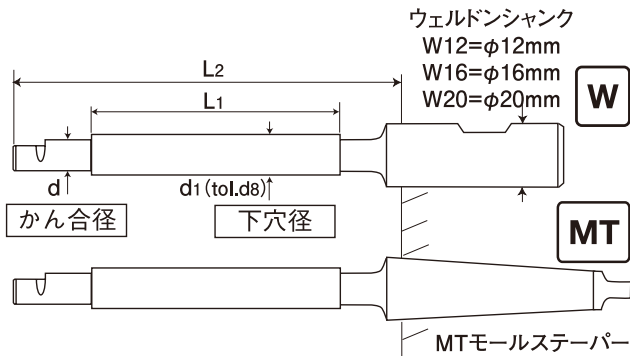 ウェルドンシャンク
W12=φ12mm
W16=φ16mm
W20=φ20mm
W
L2
L1
d
d1(tol.d8)
かん合径
下穴径
MT
MTモールステーパー